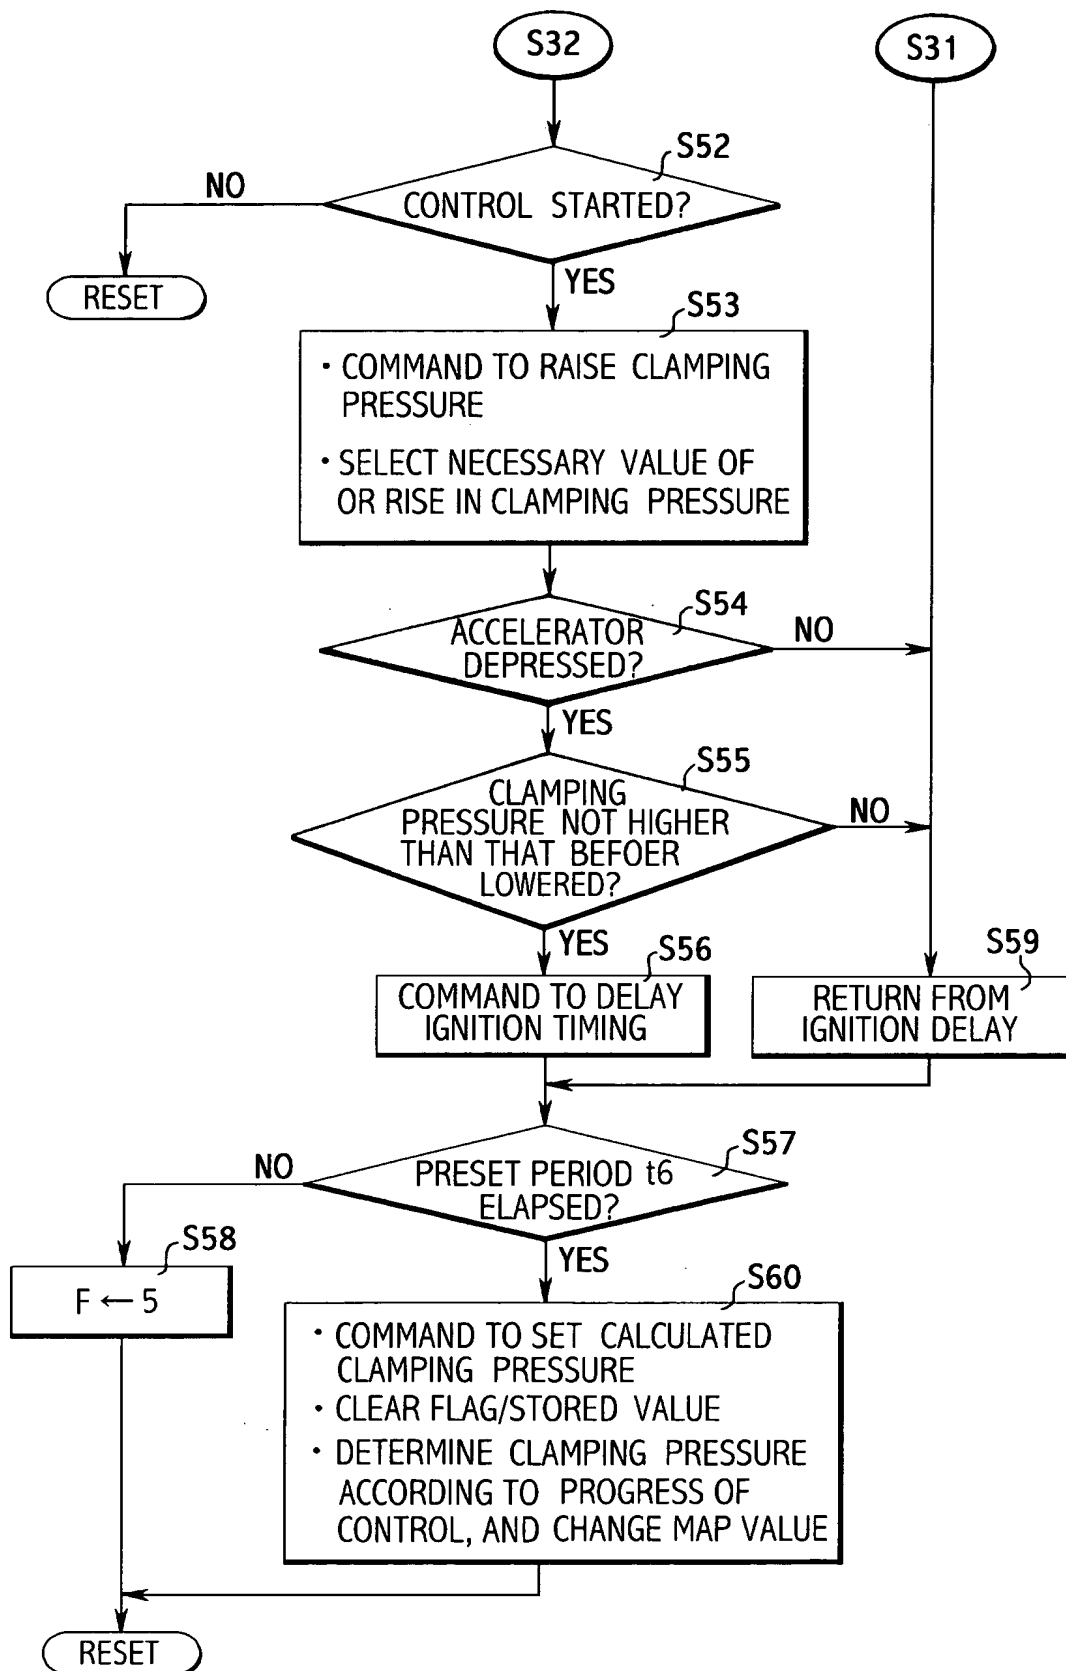 S32
S31
S52
CONTROL STARTED?
NO
RESET
YES
S53
· COMMAND TO RAISE CLAMPING
PRESSURE
· SELECT NECESSARY VALUE OF
OR RISE IN CLAMPING PRESSURE
S54
ACCELERATOR
DEPRESSED?
NO
YES
S55
CLAMPING
PRESSURE NOT HIGHER
THAN THAT BEFOER
LOWERED?
NO
YES
S56
COMMAND TO DELAY
IGNITION TIMING
S59
RETURN FROM
IGNITION DELAY
S57
PRESET PERIOD t6
ELAPSED?
NO
YES
S58
F ← 5
S60
· COMMAND TO SET CALCULATED
CLAMPING PRESSURE
· CLEAR FLAG/STORED VALUE
· DETERMINE CLAMPING PRESSURE
ACCORDING TO PROGRESS OF
CONTROL, AND CHANGE MAP VALUE
RESET